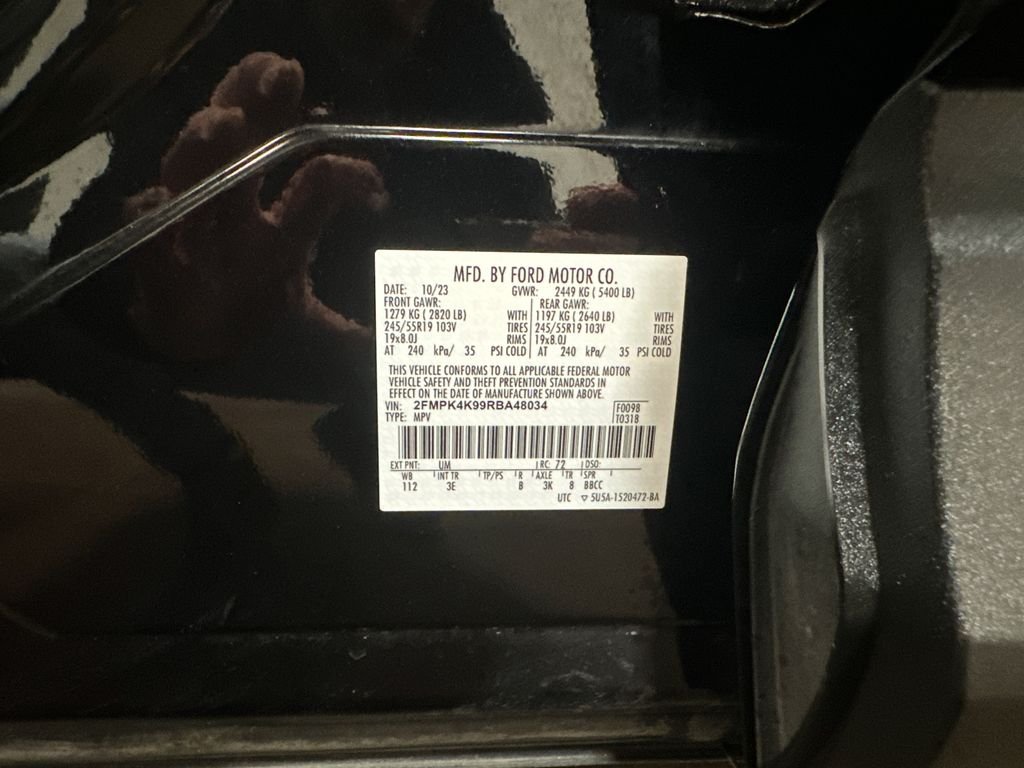 MFD. BY FORD MOTOR CO.
DATE: 10/23 GVWR: 2449 KG ( 5400 LB)
FRONT GAWR: REAR GAWR:
1279 KG ( 2820 LB) WITH 1197 KG ( 2640 LB) WITH
245/55R19 103V TIRES 245/55R19 103V TIRES
19x8.0J RIMS 19x8.0J RIMS
AT 240 kPa/ 35 PSI COLD AT 240 kPa/ 35 PSI COLD
THIS VEHICLE CONFORMS TO ALL APPLICABLE FEDERAL MOTOR
VEHICLE SAFETY AND THEFT PREVENTION STANDARDS IN
EFFECT ON THE DATE OF MANUFACTURE SHOWN ABOVE.
VIN: 2FMPK4K99RBA48034 F0098
TYPE: MPV T0318
EXT PNT: UM RC: 72 DSO:
WB INT TR TP/PS R AXLE TR SPR
112 3E B 3K 8 BBCC
UTC ▽ 5U5A-1520472-BA